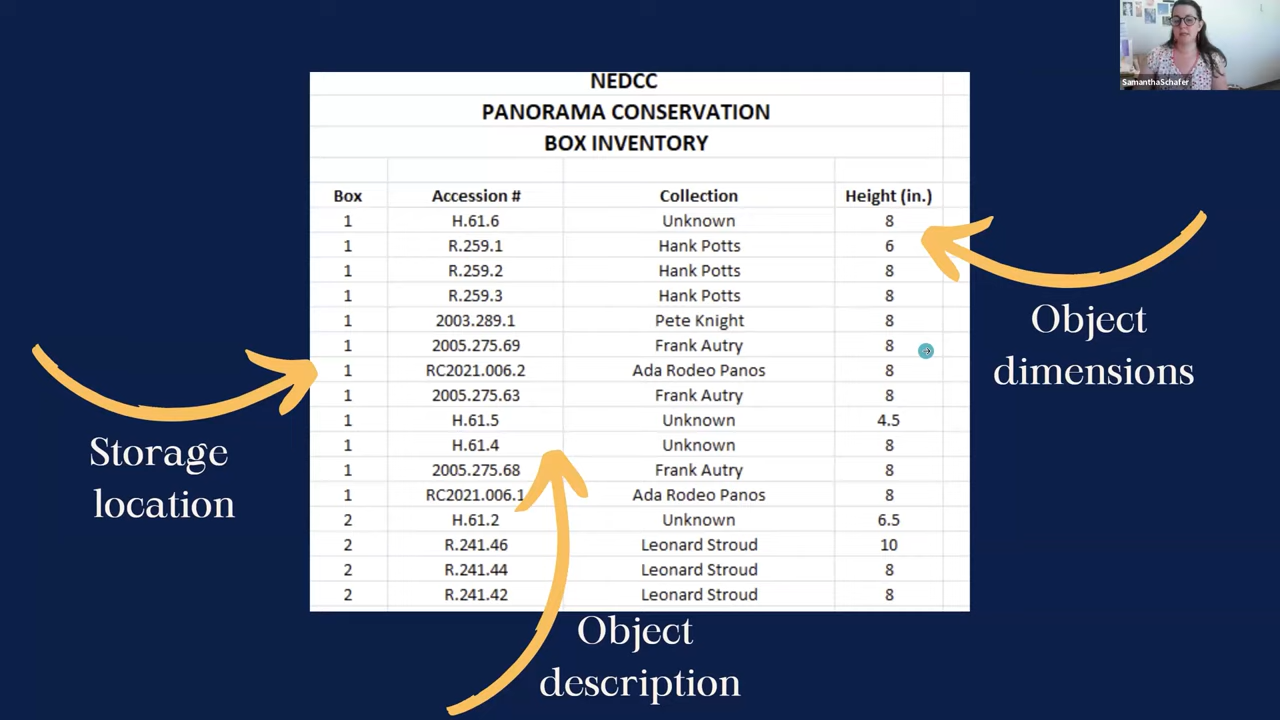 SamanthaSchafer
NEDCC
PANORAMA CONSERVATION
BOX INVENTORY
Box Accession # Collection Height (in.)
1 H.61.6 Unknown 8
1 R.259.1 Hank Potts 6
1 R.259.2 Hank Potts 8
1 R.259.3 Hank Potts 8
1 2003.289.1 Pete Knight 8
1 2005.275.69 Frank Autry 8
1 RC2021.006.2 Ada Rodeo Panos 8
1 2005.275.63 Frank Autry 8
1 H.61.5 Unknown 4.5
1 H.61.4 Unknown 8
1 2005.275.68 Frank Autry 8
1 RC2021.006.1 Ada Rodeo Panos 8
2 H.61.2 Unknown 6.5
2 R.241.46 Leonard Stroud 10
2 R.241.44 Leonard Stroud 8
2 R.241.42 Leonard Stroud 8
Object
dimensions
Storage
location
Object
description